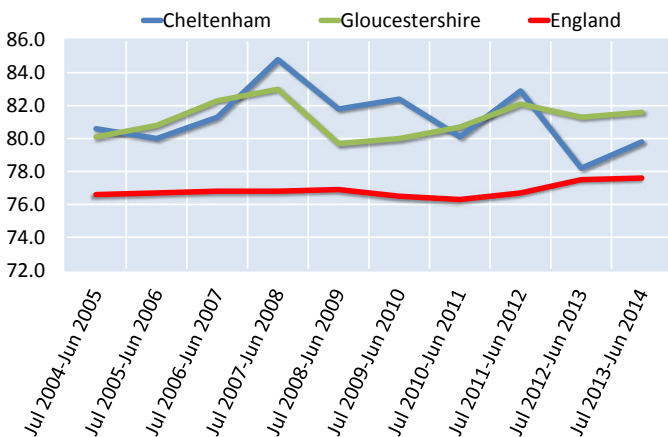 Cheltenham Gloucestershire England
86.0
84.0
82.0
80.0
78.0
76.0
74.0
72.0
Jul 2004-Jun 2005
Jul 2005-Jun 2006
Jul 2006-Jun 2007
Jul 2007-Jun 2008
Jul 2008-Jun 2009
Jul 2009-Jun 2010
Jul 2010-Jun 2011
Jul 2011-Jun 2012
Jul 2012-Jun 2013
Jul 2013-Jun 2014